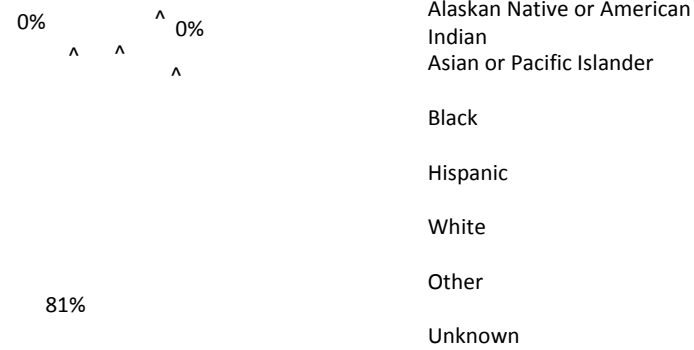 0%
^
0%
^
^
^
81%
Alaskan Native or American
Indian
Asian or Pacific Islander
Black
Hispanic
White
Other
Unknown